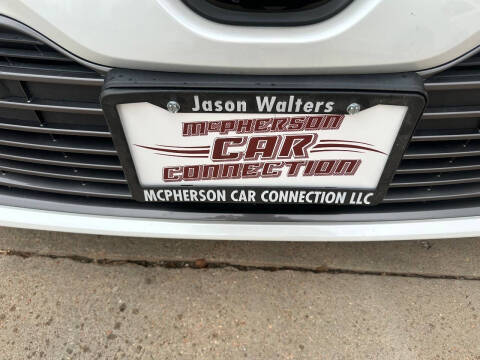 Jason Walters
McPHERSON
CAR
CONNECTION
MCPHERSON CAR CONNECTION LLC